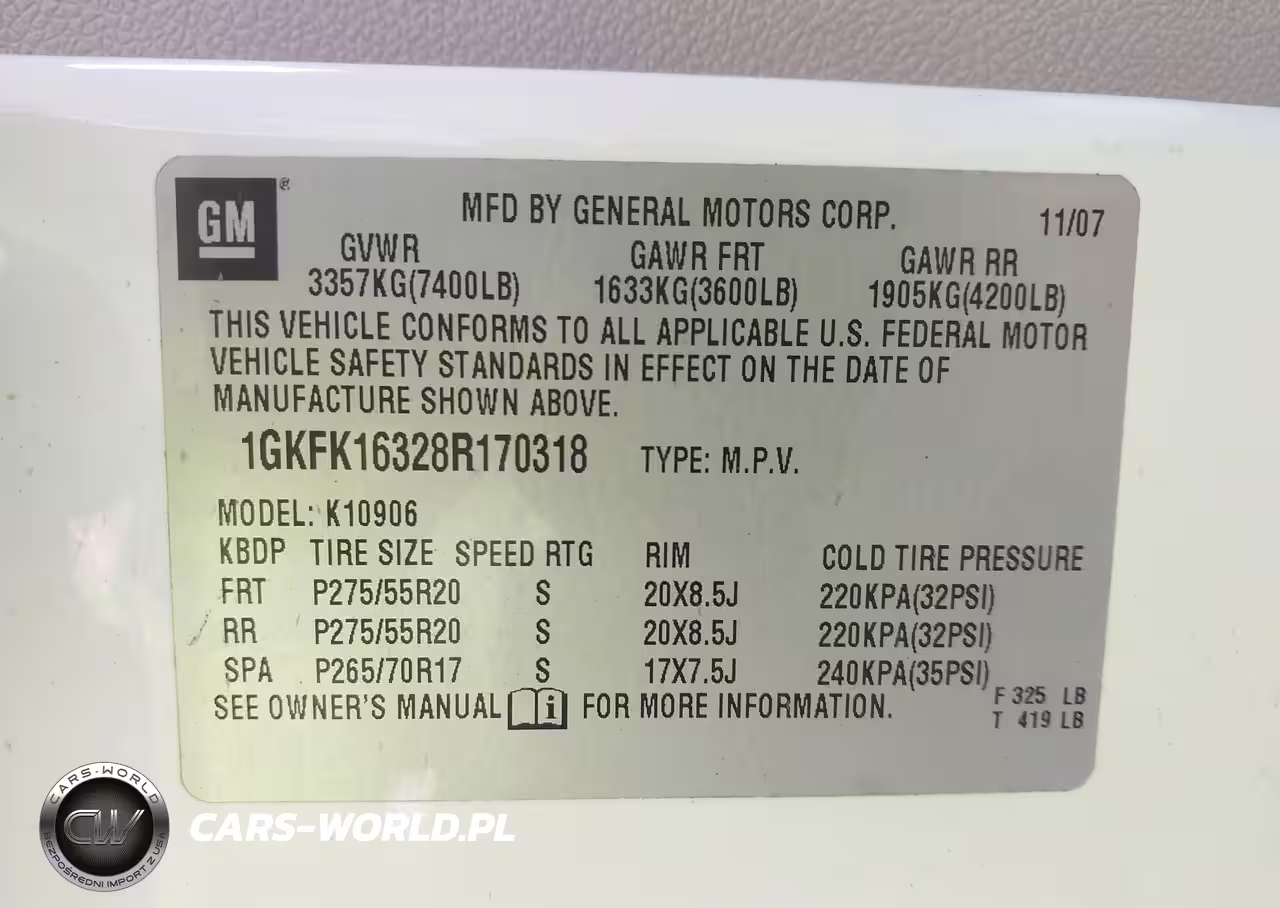 GM ®
MFD BY GENERAL MOTORS CORP. 11/07
GVWR GAWR FRT GAWR RR
3357KG(7400LB) 1633KG(3600LB) 1905KG(4200LB)
THIS VEHICLE CONFORMS TO ALL APPLICABLE U.S. FEDERAL MOTOR
VEHICLE SAFETY STANDARDS IN EFFECT ON THE DATE OF
MANUFACTURE SHOWN ABOVE.
1GKFK16328R170318 TYPE: M.P.V.
MODEL: K10906
KBDP TIRE SIZE SPEED RTG RIM COLD TIRE PRESSURE
FRT P275/55R20 S 20X8.5J 220KPA(32PSI)
RR P275/55R20 S 20X8.5J 220KPA(32PSI)
SPA P265/70R17 S 17X7.5J 240KPA(35PSI)
SEE OWNER'S MANUAL i FOR MORE INFORMATION.
F 325 LB
T 419 LB
CARS-WORLD
CW
BEZPOŚREDNI IMPORT Z USA
CARS-WORLD.PL